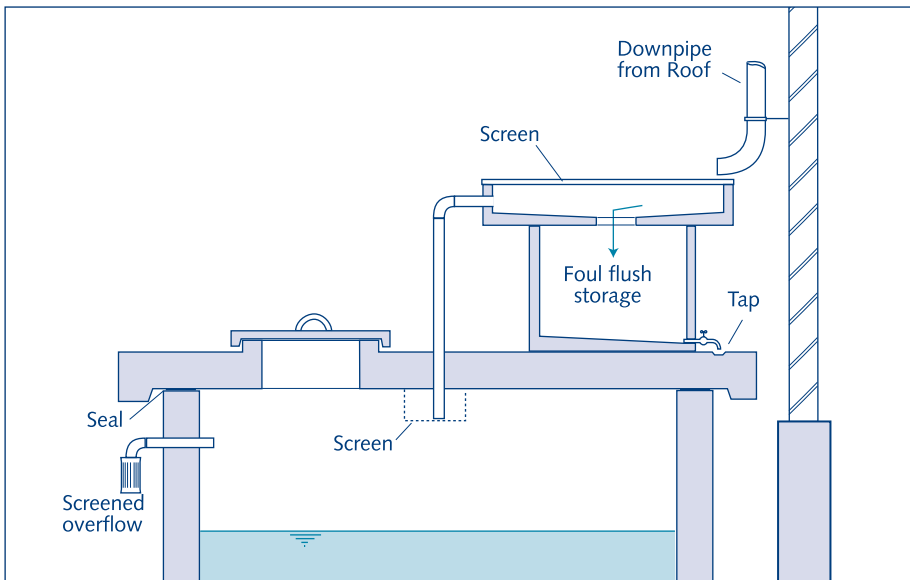 Downpipe
from Roof
Screen
Foul flush
storage
Tap
Seal
Screen
Screened
overflow